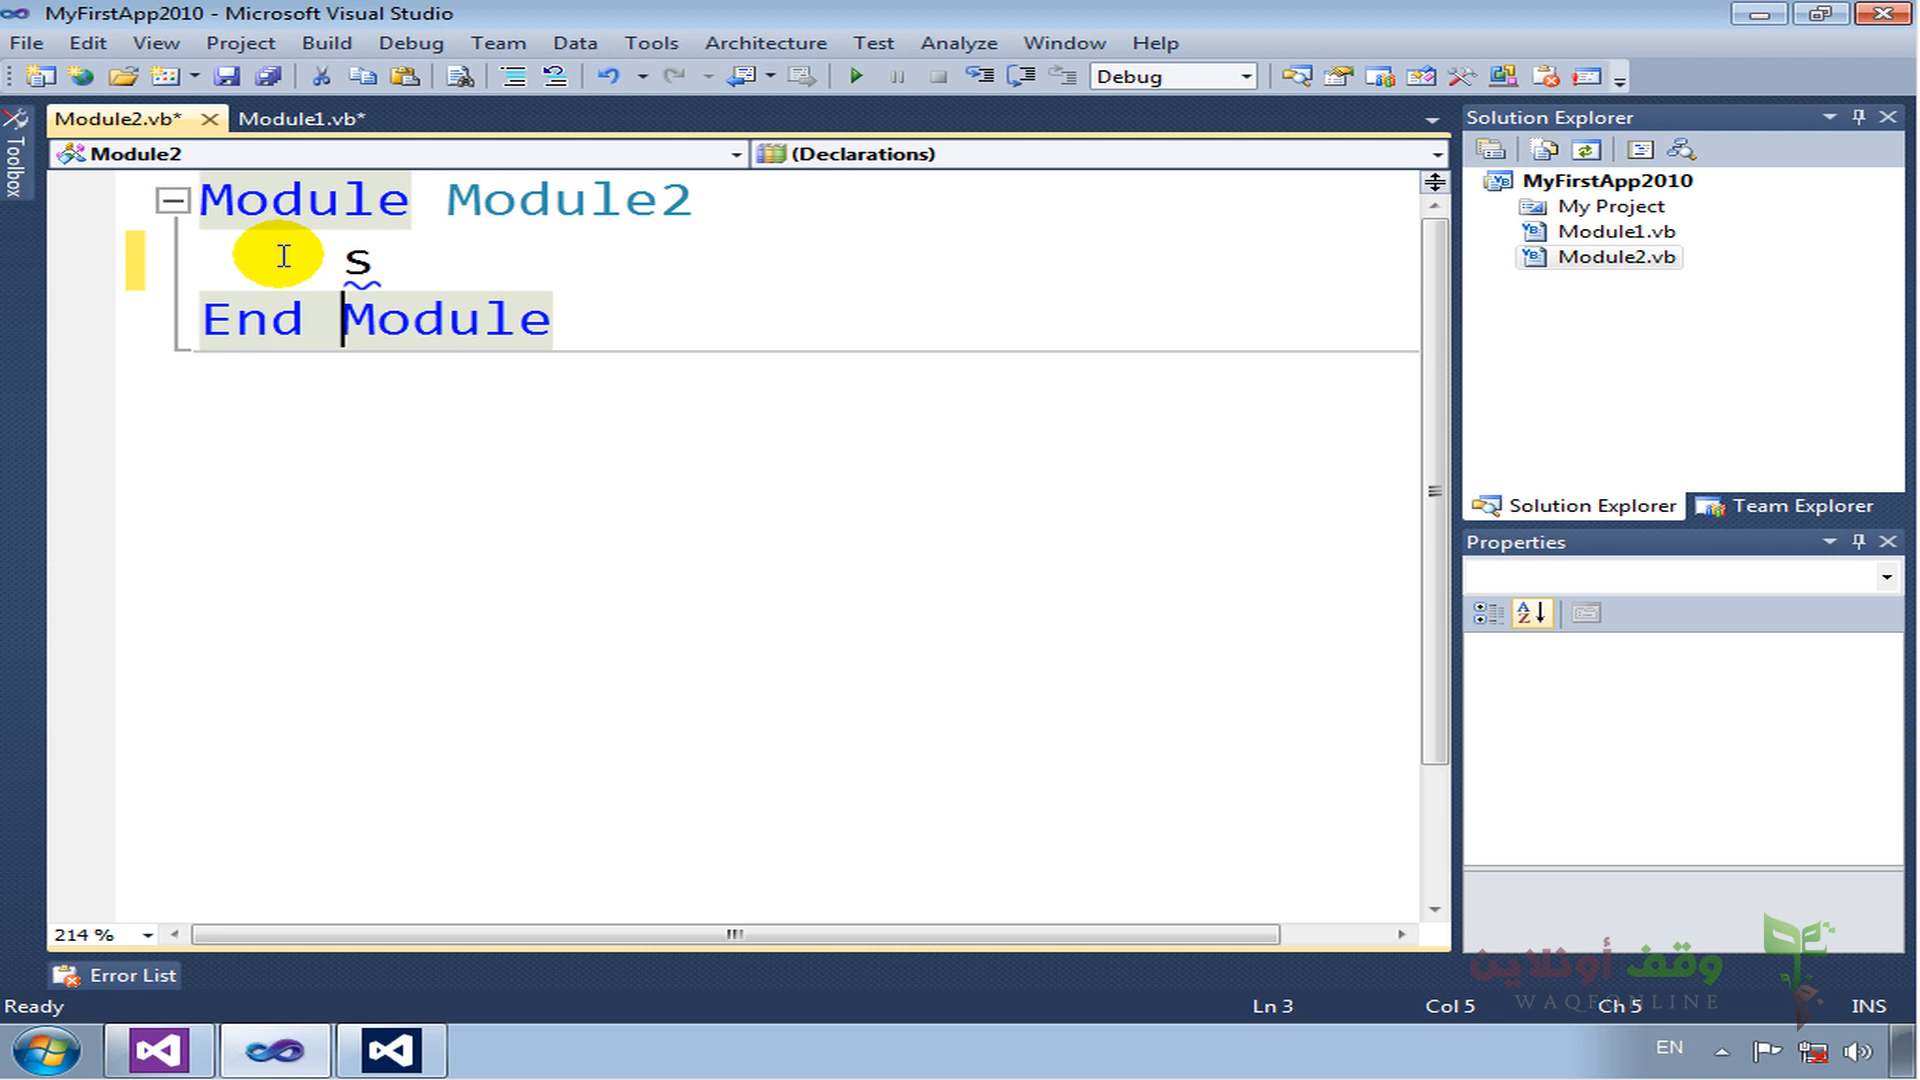 MyFirstApp2010 - Microsoft Visual Studio
File Edit View Project Build Debug Team Data Tools Architecture Test Analyze Window Help
Debug
Toolbox
Module2.vb* Module1.vb*
Module2 (Declarations)
Module Module2
s
End Module
214 %
Error List
Solution Explorer
MyFirstApp2010
My Project
Module1.vb
Module2.vb
Solution Explorer Team Explorer
Properties
وقف أونلاين
WAQFONLINE
Ready Ln 3 Col 5 Ch 5 INS
EN